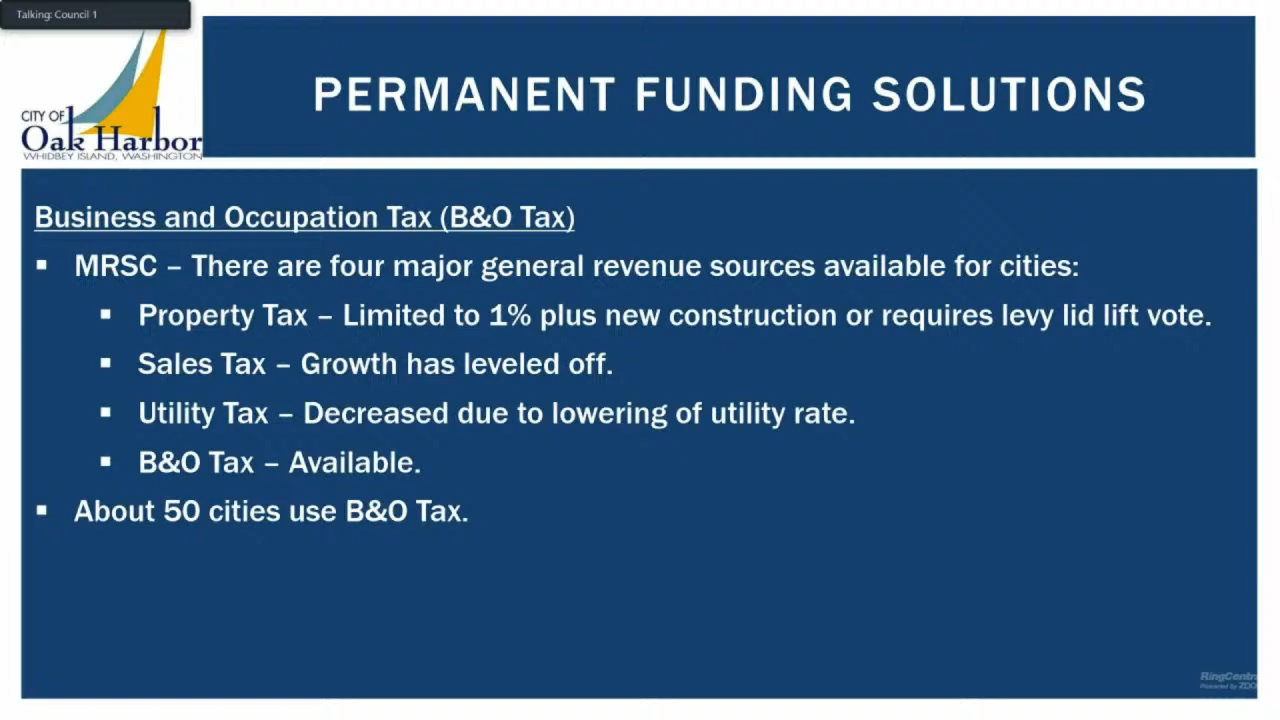 Talking: Council 1
CITY OF
Oak Harbor
WHIDBEY ISLAND, WASHINGTON
PERMANENT FUNDING SOLUTIONS
Business and Occupation Tax (B&O Tax)
▪ MRSC – There are four major general revenue sources available for cities:
▪ Property Tax – Limited to 1% plus new construction or requires levy lid lift vote.
▪ Sales Tax – Growth has leveled off.
▪ Utility Tax – Decreased due to lowering of utility rate.
▪ B&O Tax – Available.
▪ About 50 cities use B&O Tax.
Powered by